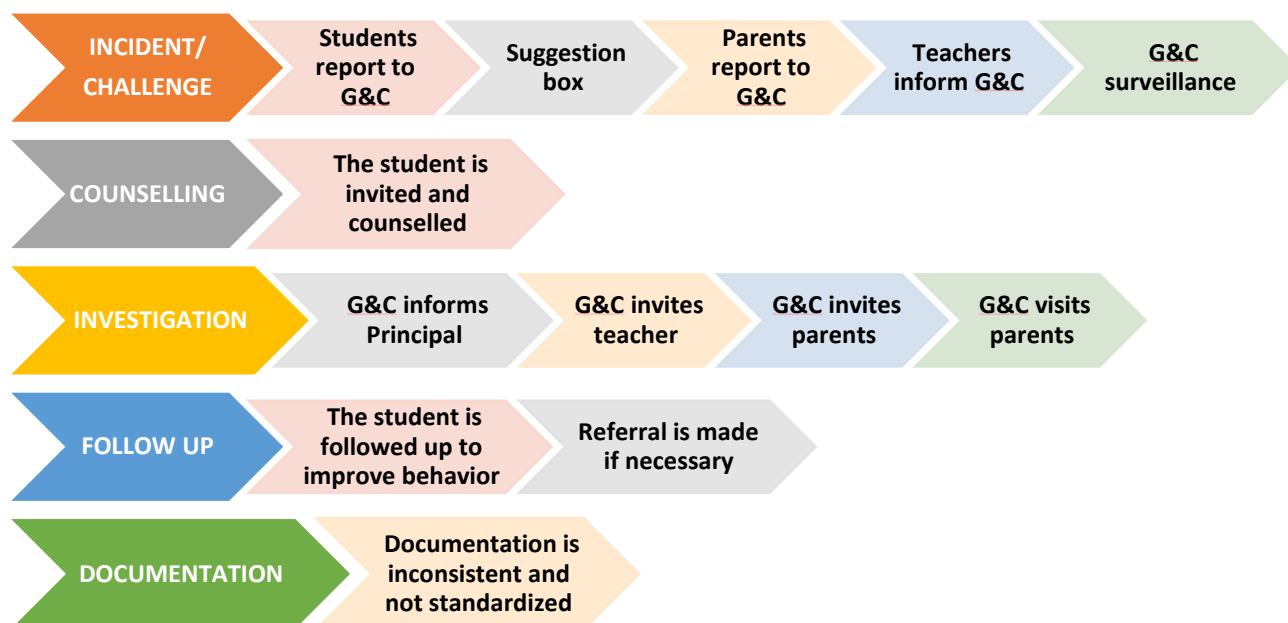 INCIDENT/
CHALLENGE
Students
report to
G&C
Suggestion
box
Parents
report to
G&C
Teachers
inform G&C
G&C
surveillance
COUNSELLING
The student is
invited and
counselled
INVESTIGATION
G&C informs
Principal
G&C invites
teacher
G&C invites
parents
G&C visits
parents
FOLLOW UP
The student is
followed up to
improve behavior
Referral is made
if necessary
DOCUMENTATION
Documentation is
inconsistent and
not standardized